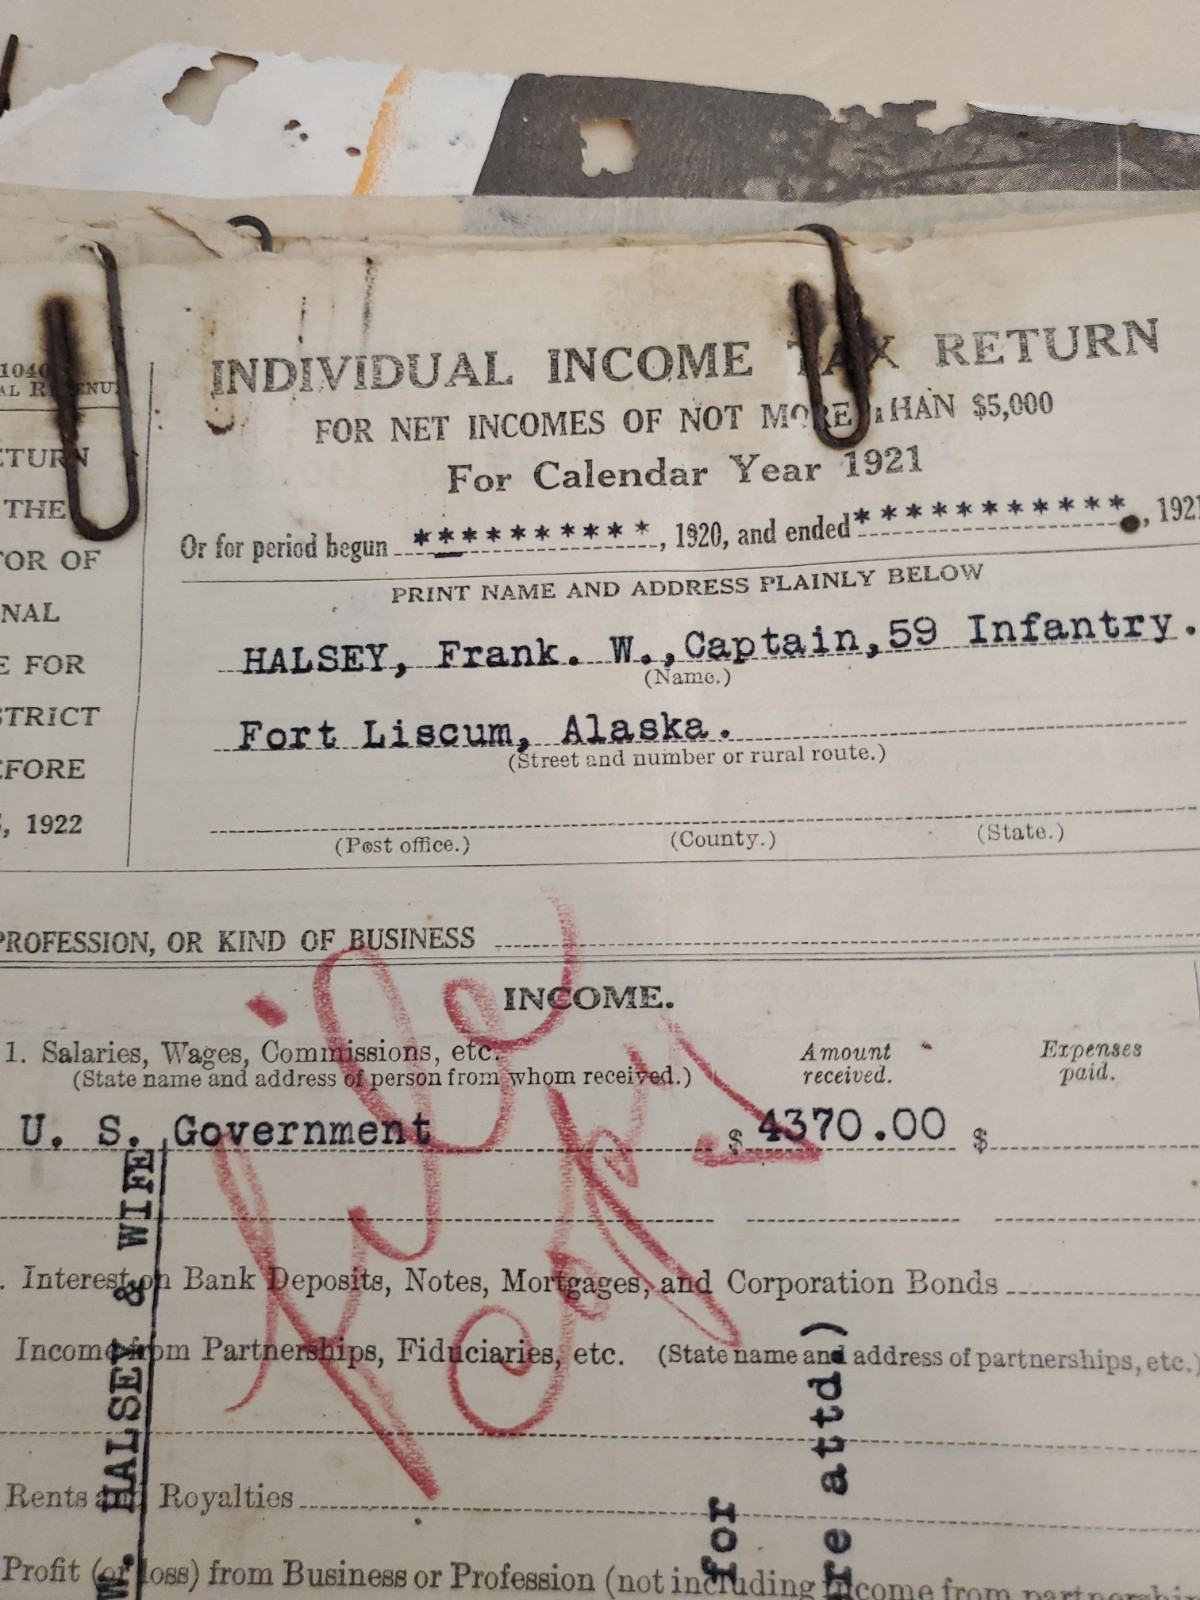 1040
INDIVIDUAL INCOME TAX RETURN
FOR NET INCOMES OF NOT MORE THAN $5,000
For Calendar Year 1921
Or for period begun ***********, 1920, and ended ************, 1921
PRINT NAME AND ADDRESS PLAINLY BELOW
HALSEY, Frank. W.,Captain,59 Infantry.
(Name.)
Fort Liscum, Alaska.
(Street and number or rural route.)
(Post office.) (County.) (State.)
AL REVENUE
ETURN
THE
TOR OF
NAL
E FOR
STRICT
EFORE
, 1922
PROFESSION, OR KIND OF BUSINESS
INCOME.
1. Salaries, Wages, Commissions, etc.
(State name and address of person from whom received.)
Amount received.
Expenses paid.
U. S. Government $ 4370.00 $
. Interest on Bank Deposits, Notes, Mortgages, and Corporation Bonds
Income from Partnerships, Fiduciaries, etc. (State name and address of partnerships, etc.)
Rents and Royalties
Profit (or loss) from Business or Profession (not including income from partnership
file copy
W. HALSEY & WIFE
for
re attd)